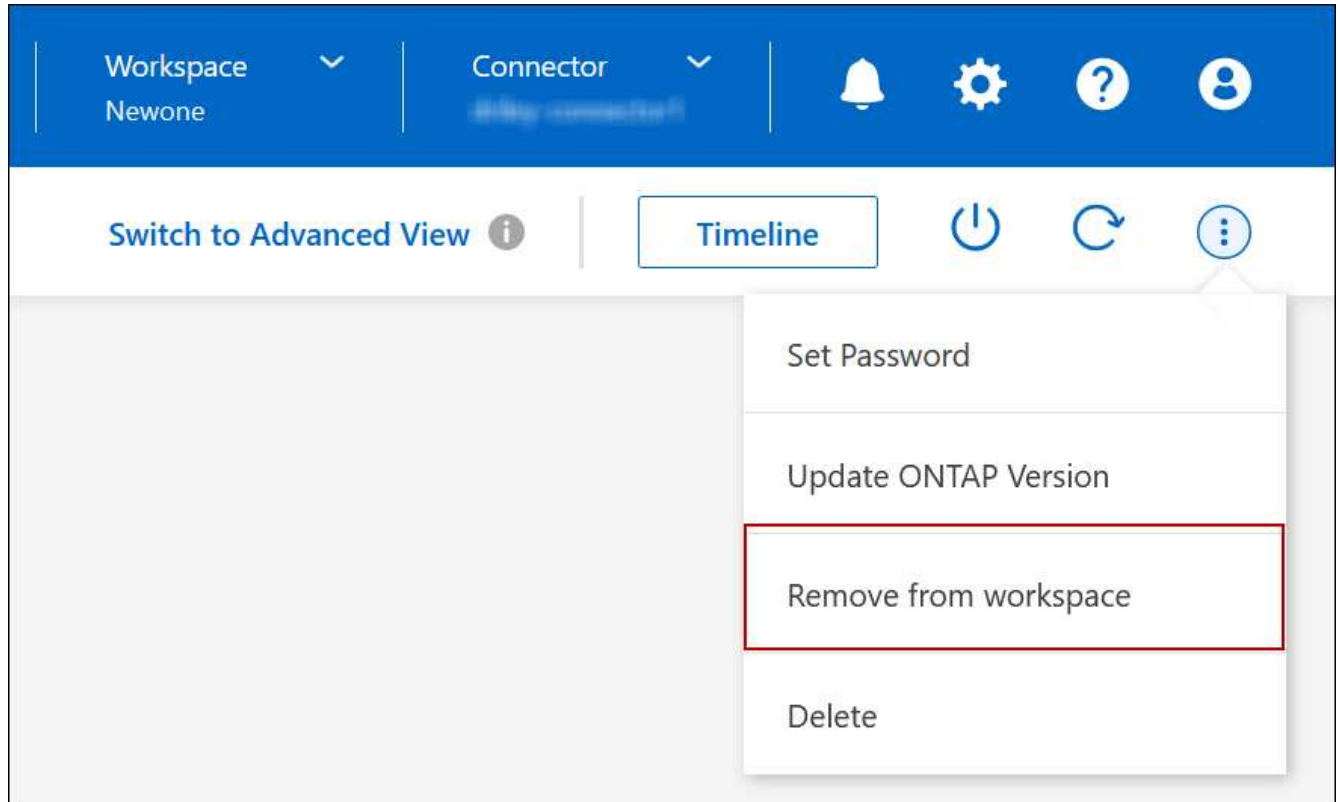 Workspace
Connector
Newone
Switch to Advanced View
Timeline
Set Password
Update ONTAP Version
Remove from workspace
Delete